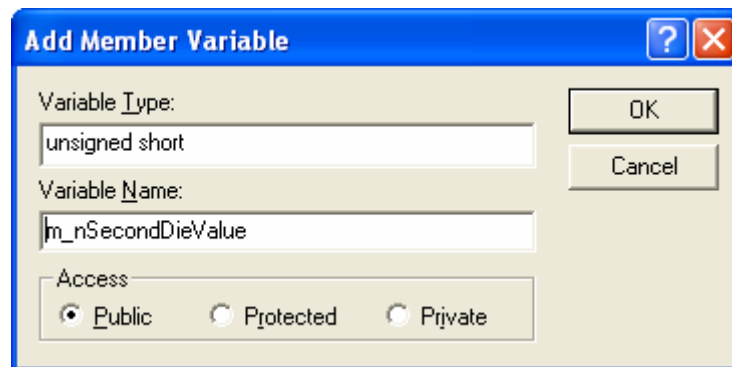 Add Member Variable
Variable Type:
unsigned short
OK
Cancel
Variable Name:
m_nSecondDieValue
Access
Public Protected Private